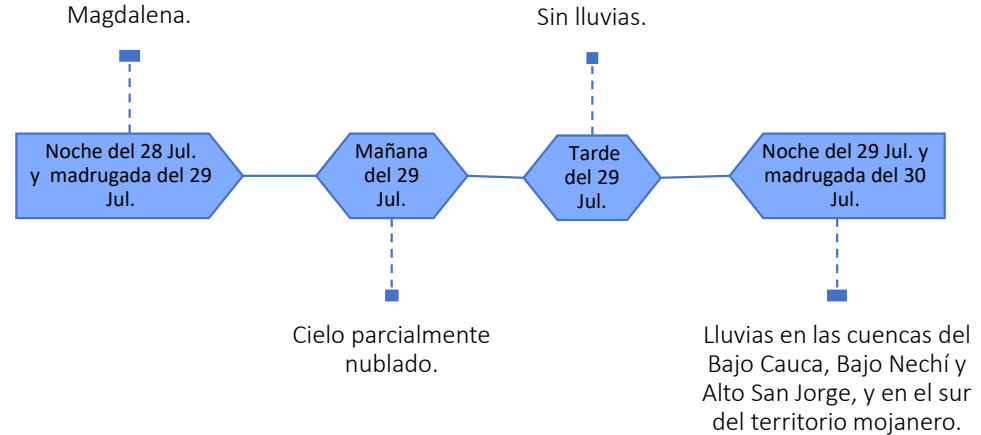 Magdalena.
Sin lluvias.
Noche del 28 Jul.
y madrugada del 29
Jul.
Mañana
del 29
Jul.
Tarde
del 29
Jul.
Noche del 29 Jul. y
madrugada del 30
Jul.
Cielo parcialmente
nublado.
Lluvias en las cuencas del
Bajo Cauca, Bajo Nechí y
Alto San Jorge, y en el sur
del territorio mojanero.